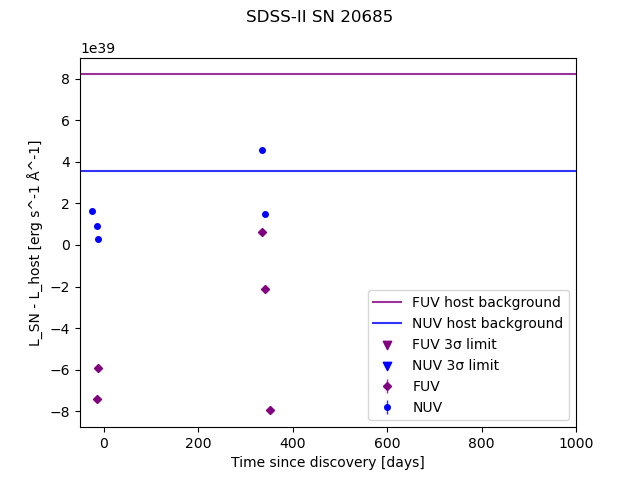 SDSS-II SN 20685
1e39
8
6
4
2
0
−2
−4
−6
−8
L_SN - L_host [erg s^-1 Å^-1]
FUV host background
NUV host background
FUV 3σ limit
NUV 3σ limit
FUV
NUV
0 200 400 600 800 1000
Time since discovery [days]